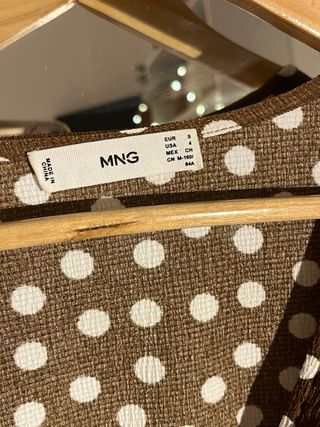 MADE IN
CHINA
MNG
EUR S
USA 4
MEX CH
CN M-160/
84A